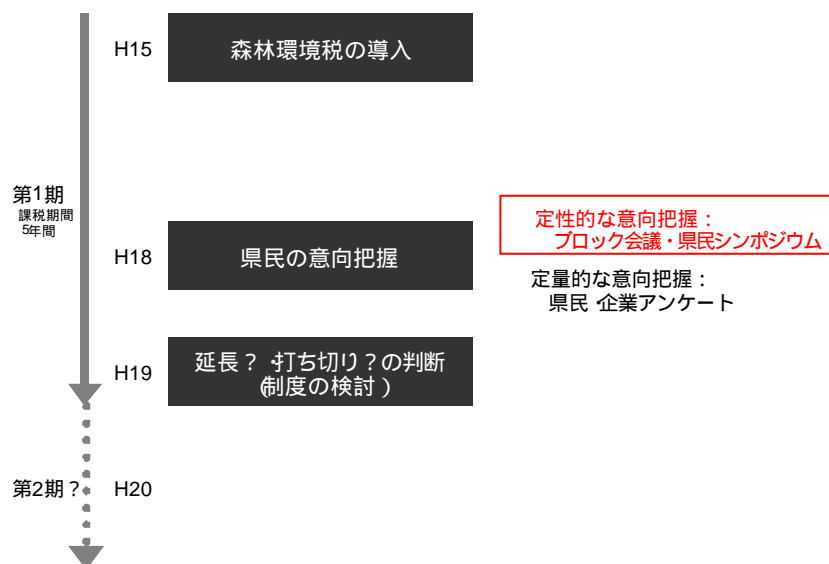 H15
森林環境税の導入
第1期
課税期間
5年間
H18
県民の意向把握
定性的な意向把握：
ブロック会議・県民シンポジウム
定量的な意向把握：
県民・企業アンケート
H19
延長？・打ち切り？の判断
（制度の検討）
第2期？
H20